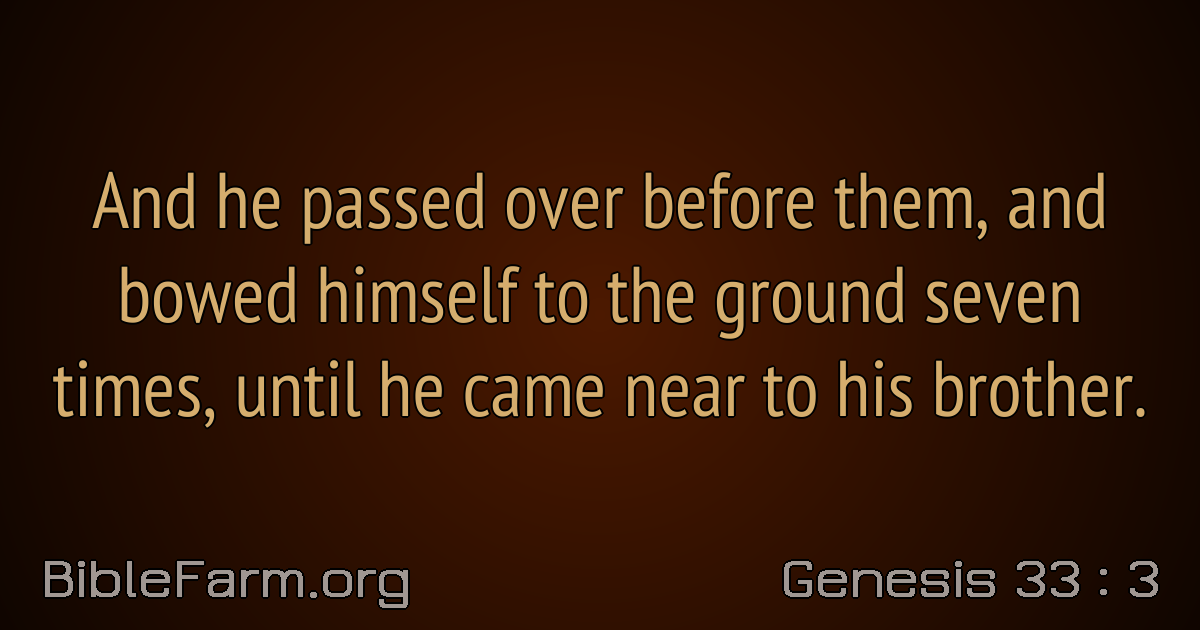 And he passed over before them, and
bowed himself to the ground seven
times, until he came near to his brother.
BibleFarm.org
Genesis 33 : 3